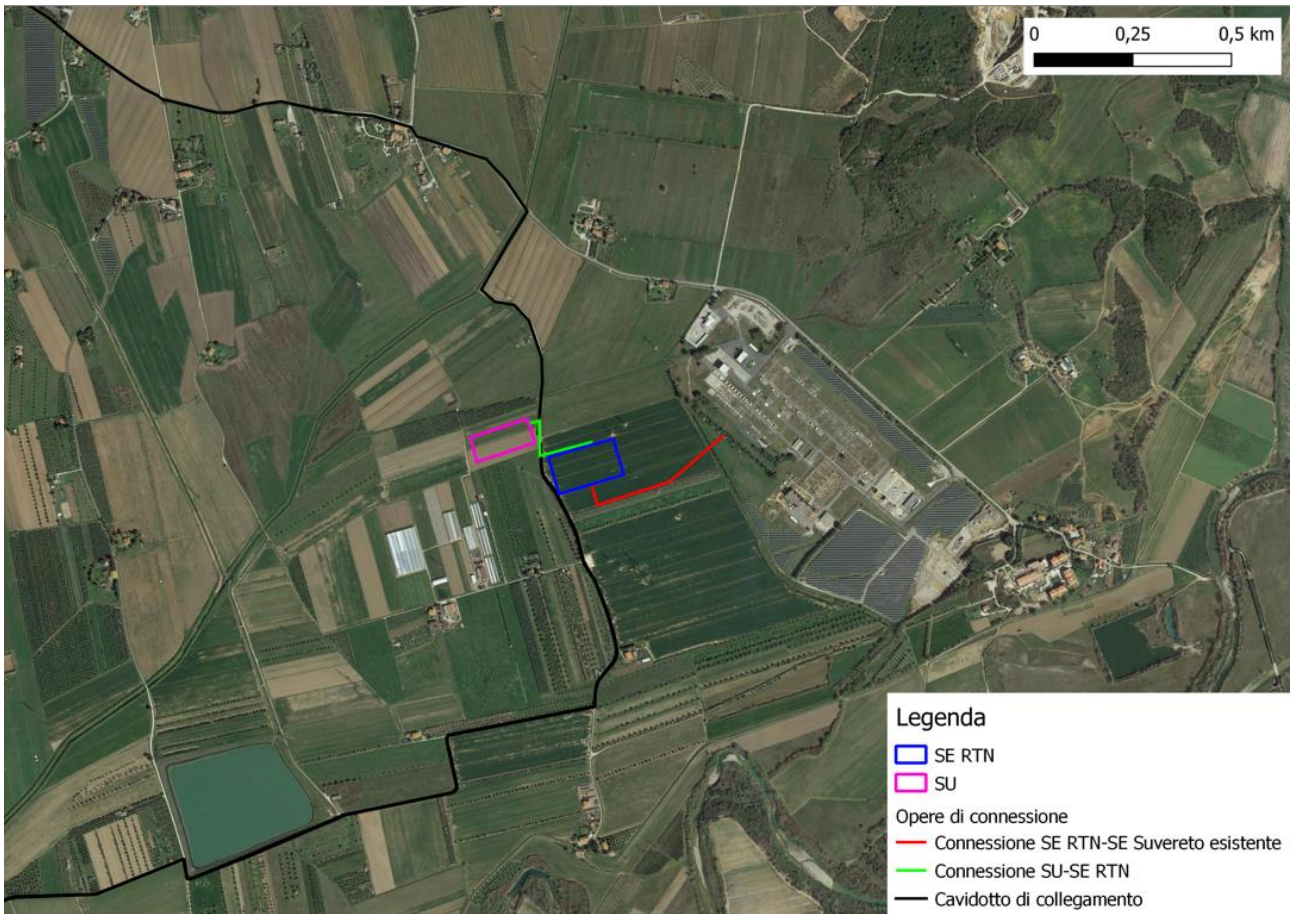 0 0,25 0,5 km
Legenda
SE RTN
SU
Opere di connessione
Connessione SE RTN-SE Suvereto esistente
Connessione SU-SE RTN
Cavidotto di collegamento